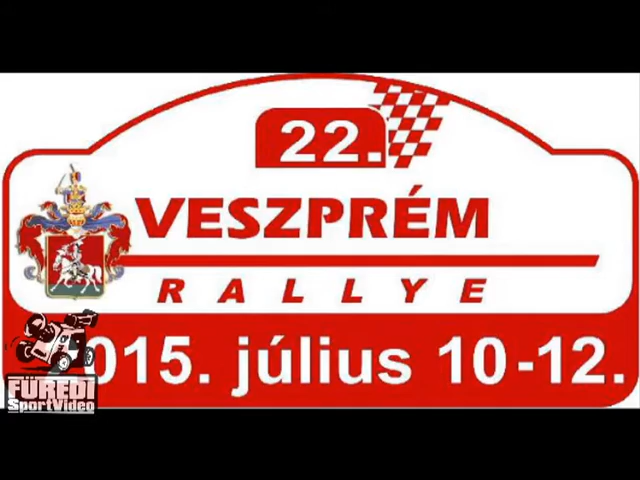 22.
VESZPRÉM
RALLYE
015. július 10-12.
FÜREDI
SportVideo